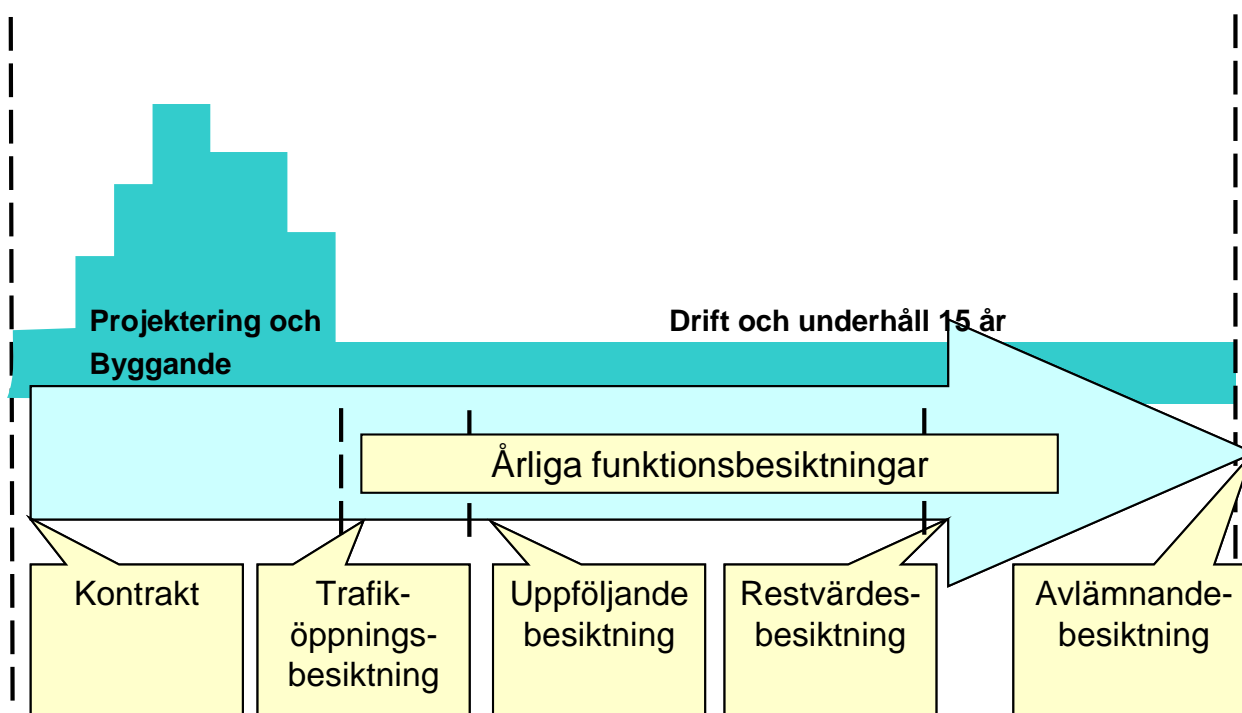 Projektering och
Byggande
Drift och underhåll 15 år
Årliga funktionsbesiktningar
Kontrakt
Trafik-
öppnings-
besiktning
Uppföljande
besiktning
Restvärdes-
besiktning
Avlämnande-
besiktning